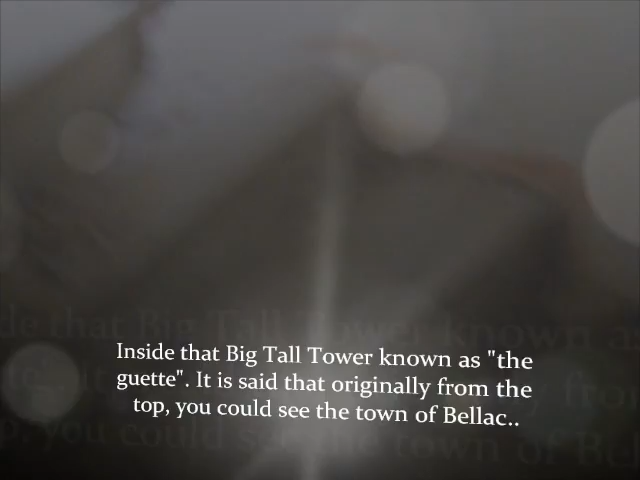 Inside that Big Tall Tower known as "the
guette". It is said that originally from the
top, you could see the town of Bellac..